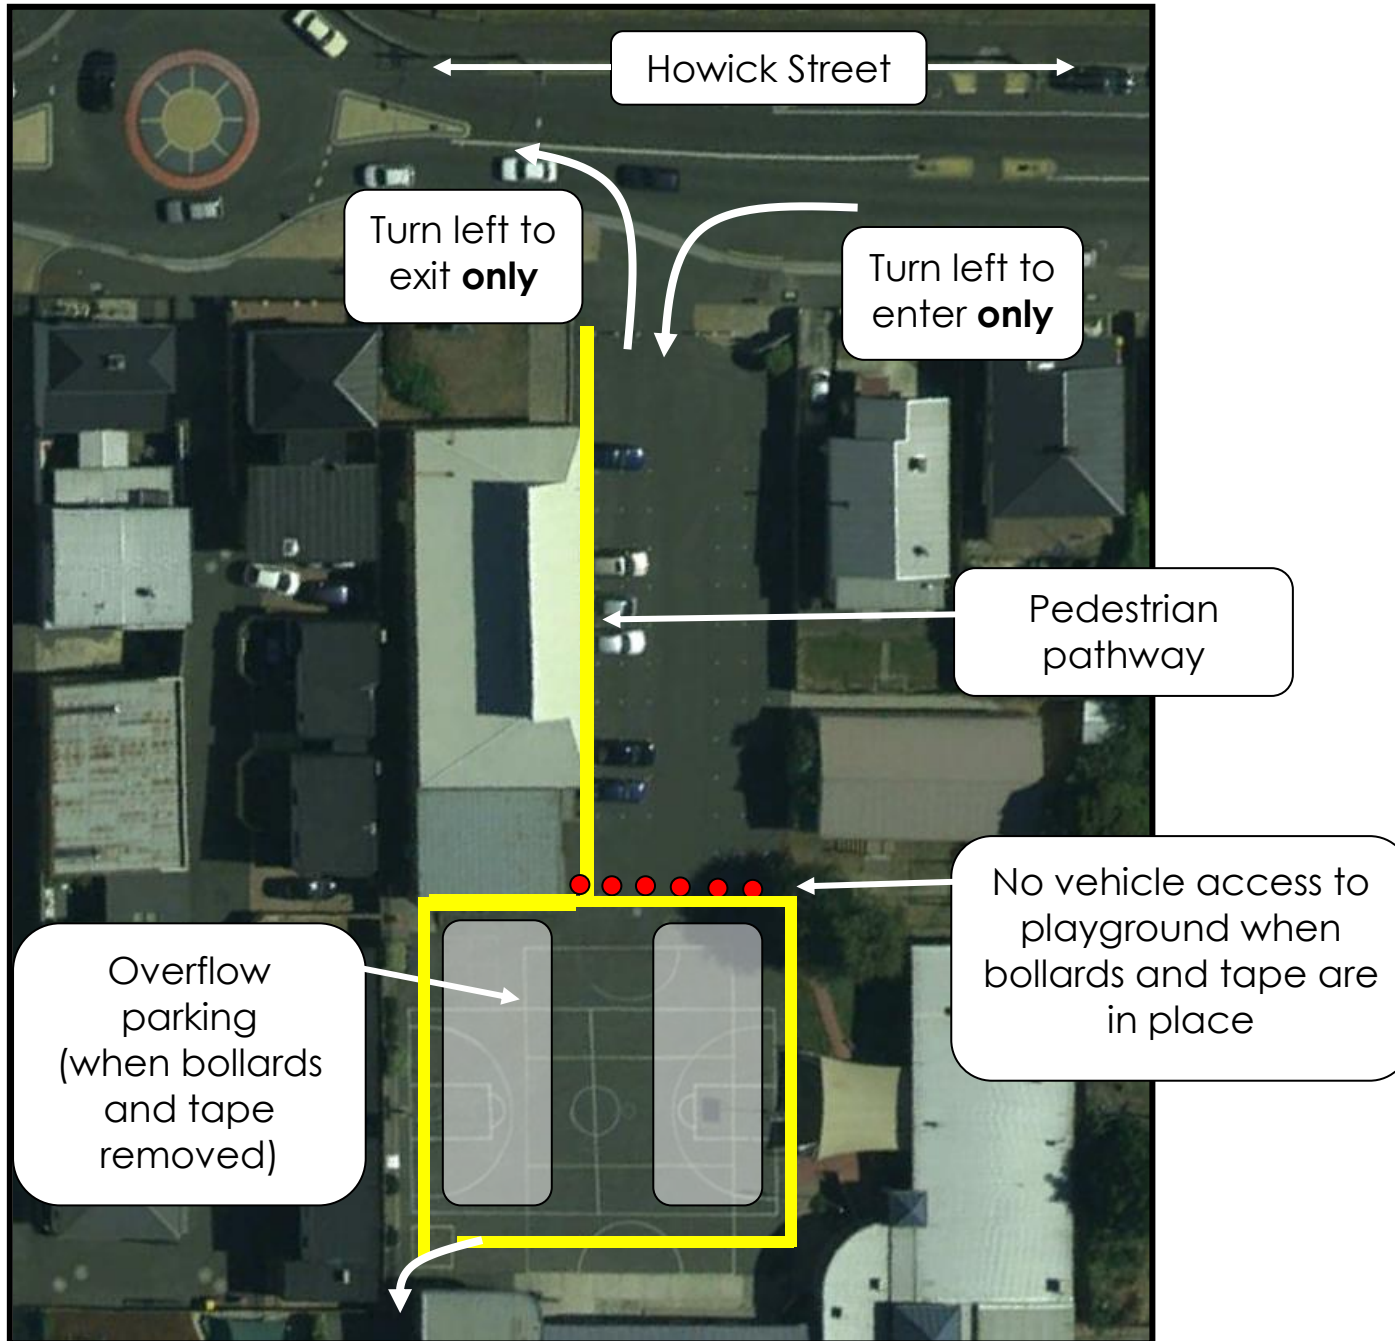 Howick Street
Turn left to
exit only
Turn left to
enter only
Pedestrian
pathway
No vehicle access to
playground when
bollards and tape are
in place
Overflow
parking
(when bollards
and tape
removed)